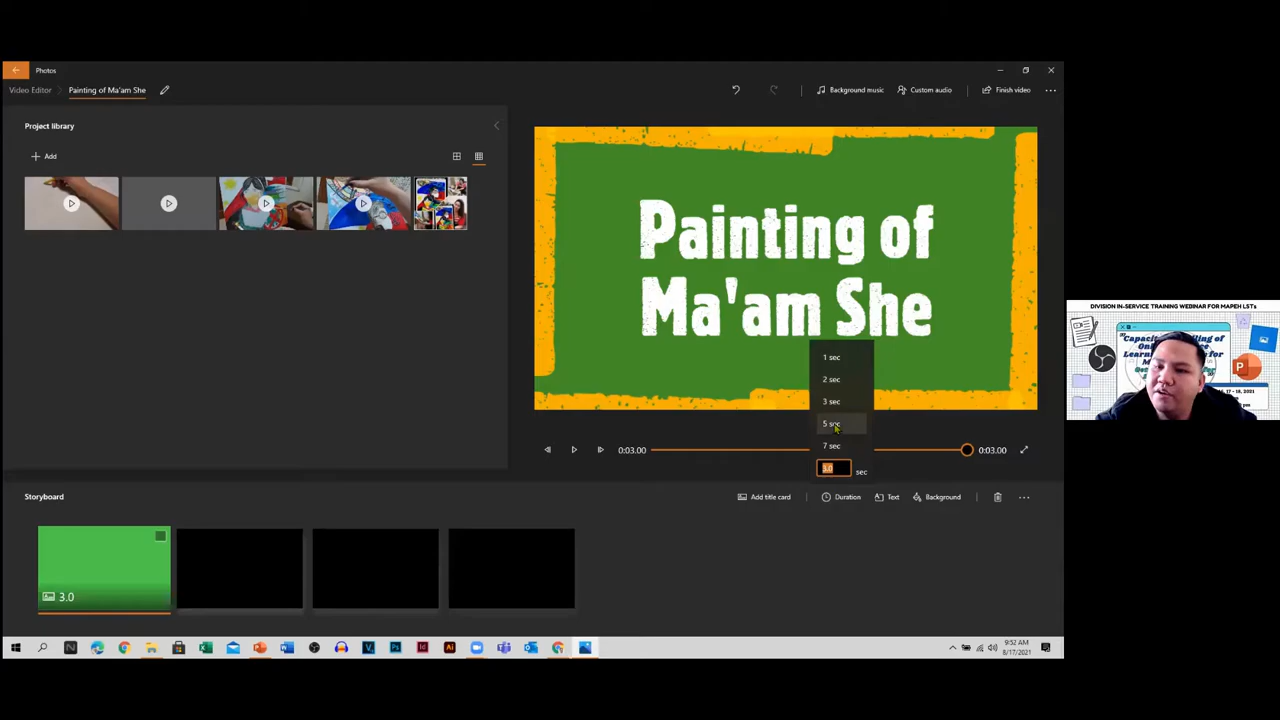 Photos
Video Editor
Painting of Ma'am She
Background music
Custom audio
Finish video
Project library
Add
Painting of
Ma'am She
1 sec
2 sec
3 sec
5 sec
7 sec
3.0 sec
0:03.00
0:03.00
Storyboard
Add title card
Duration
Text
Background
3.0
9:52 AM
8/17/2021
DIVISION IN-SERVICE TRAINING WEBINAR FOR MAPEH LSTs